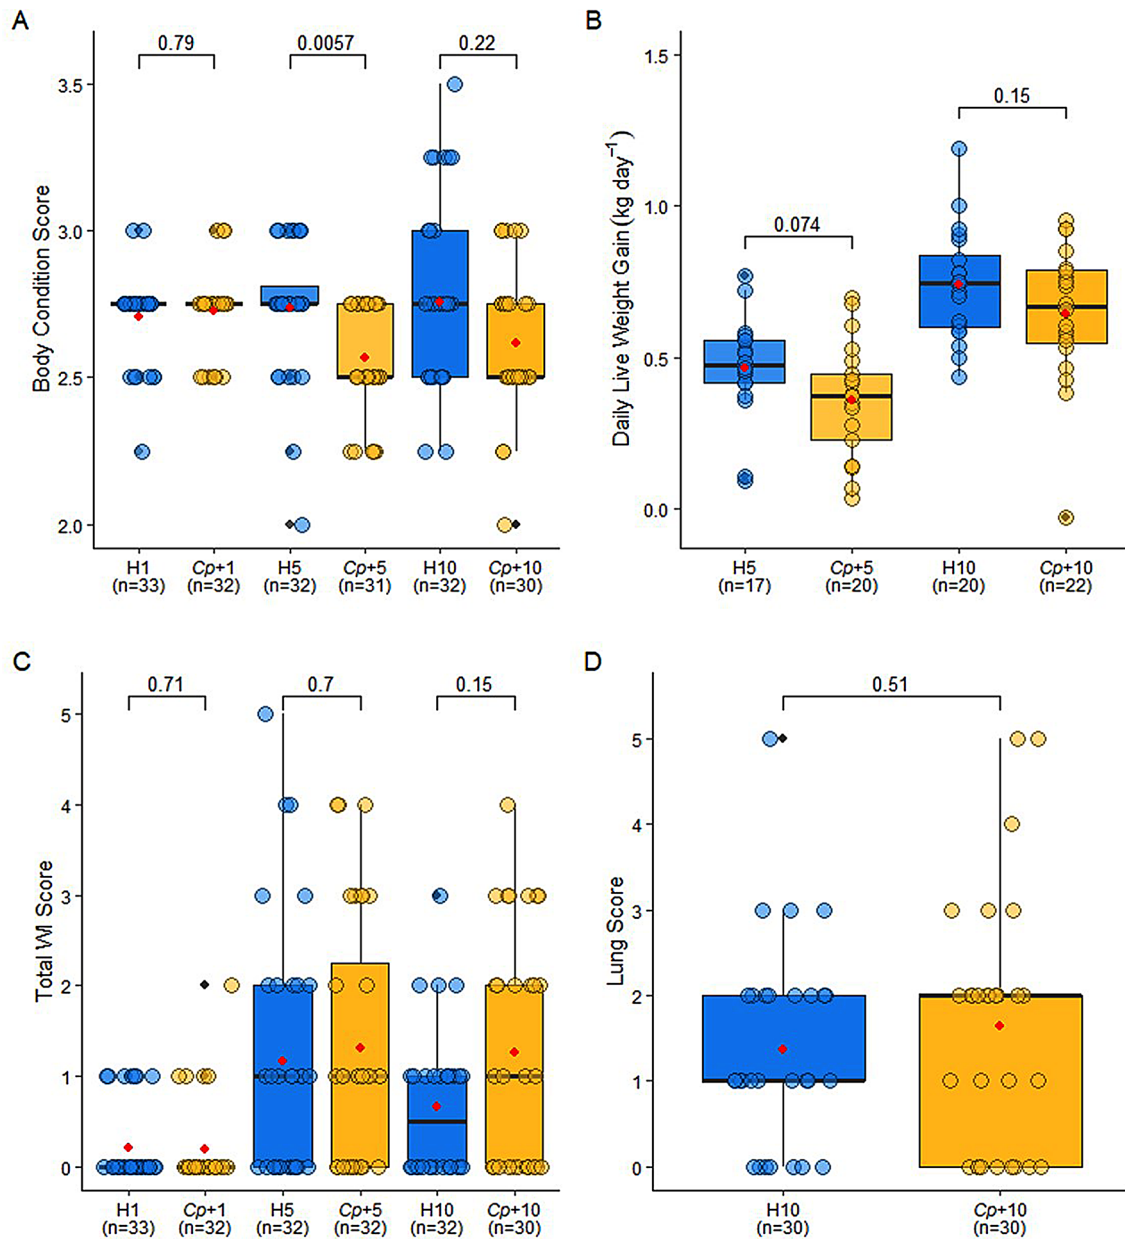 A
0.79
0.0057
0.22
3.5
3.0
2.5
2.0
Body Condition Score
H1
(n=33)
Cp+1
(n=32)
H5
(n=32)
Cp+5
(n=31)
H10
(n=32)
Cp+10
(n=30)
B
1.5
1.0
0.5
0.0
0.15
0.074
Daily Live Weight Gain (kg day⁻¹)
H5
(n=17)
Cp+5
(n=20)
H10
(n=20)
Cp+10
(n=22)
C
0.71
0.7
0.15
5
4
3
2
1
0
Total WI Score
H1
(n=33)
Cp+1
(n=32)
H5
(n=32)
Cp+5
(n=32)
H10
(n=32)
Cp+10
(n=30)
D
0.51
5
4
3
2
1
0
Lung Score
H10
(n=30)
Cp+10
(n=30)